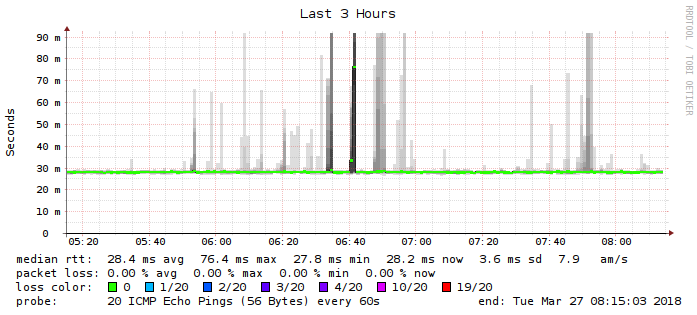 Last 3 Hours
RRDTOOL / TOBI OETIKER
Seconds
90 m
80 m
70 m
60 m
50 m
40 m
30 m
20 m
10 m
0
05:20 05:40 06:00 06:20 06:40 07:00 07:20 07:40 08:00
median rtt: 28.4 ms avg 76.4 ms max 27.8 ms min 28.2 ms now 3.6 ms sd 7.9 am/s
packet loss: 0.00 % avg 0.00 % max 0.00 % min 0.00 % now
loss color: 0 1/20 2/20 3/20 4/20 10/20 19/20
probe: 20 ICMP Echo Pings (56 Bytes) every 60s end: Tue Mar 27 08:15:03 2018